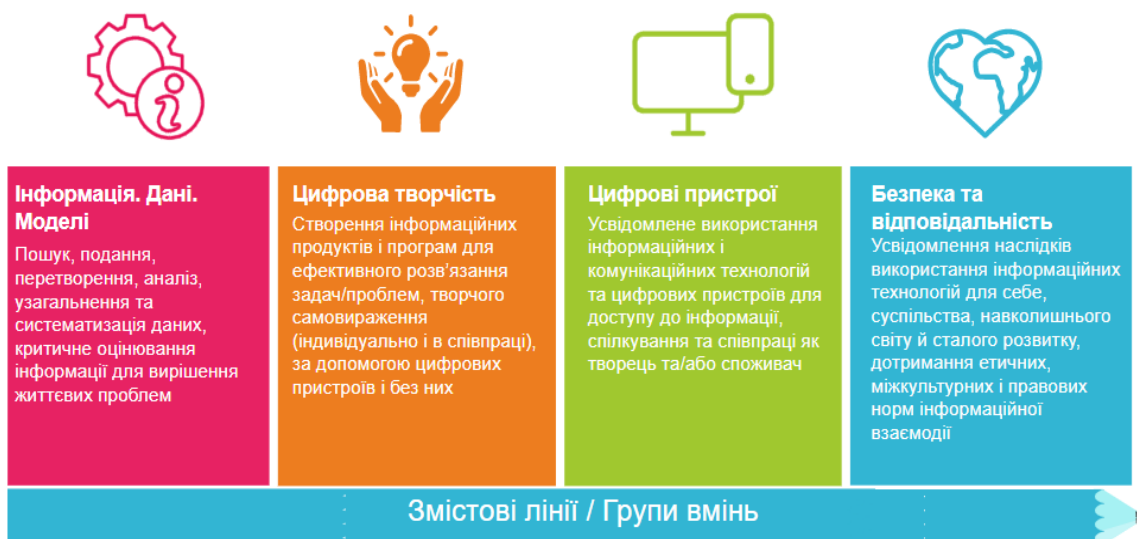 Інформація. Дані.
Моделі
Пошук, подання,
перетворення, аналіз,
узагальнення та
систематизація даних,
критичне оцінювання
інформації для вирішення
життєвих проблем
Цифрова творчість
Створення інформаційних
продуктів і програм для
ефективного розв’язання
задач/проблем, творчого
самовираження
(індивідуально і в співпраці),
за допомогою цифрових
пристроїв і без них
Цифрові пристрої
Усвідомлене використання
інформаційних і
комунікаційних технологій
та цифрових пристроїв для
доступу до інформації,
спілкування та співпраці як
творець та/або споживач
Безпека та
відповідальність
Усвідомлення наслідків
використання інформаційних
технологій для себе,
суспільства, навколишнього
світу й сталого розвитку,
дотримання етичних,
міжкультурних і правових
норм інформаційної
взаємодії
Змістові лінії / Групи вмінь